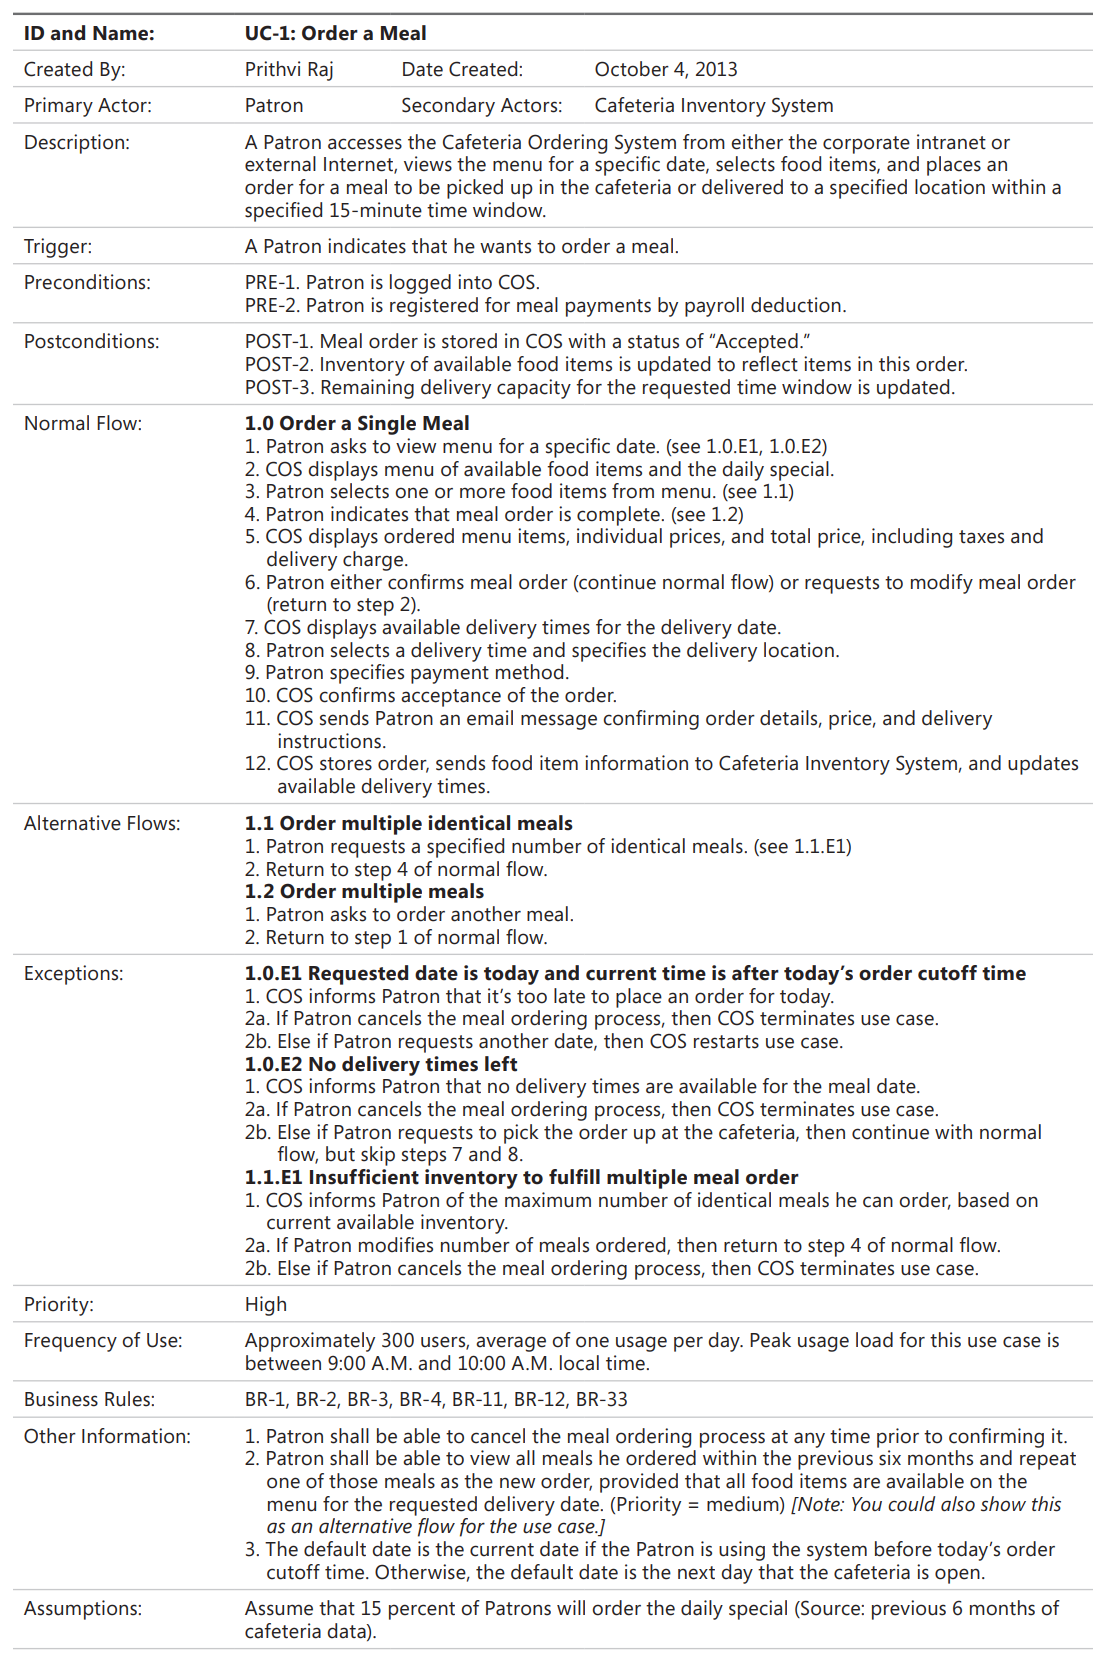 ID and Name: UC-1: Order a Meal
Created By: Prithvi Raj Date Created: October 4, 2013
Primary Actor: Patron Secondary Actors: Cafeteria Inventory System
Description: A Patron accesses the Cafeteria Ordering System from either the corporate intranet or
external Internet, views the menu for a specific date, selects food items, and places an
order for a meal to be picked up in the cafeteria or delivered to a specified location within a
specified 15-minute time window.
Trigger: A Patron indicates that he wants to order a meal.
Preconditions: PRE-1. Patron is logged into COS.
PRE-2. Patron is registered for meal payments by payroll deduction.
Postconditions: POST-1. Meal order is stored in COS with a status of “Accepted.”
POST-2. Inventory of available food items is updated to reflect items in this order.
POST-3. Remaining delivery capacity for the requested time window is updated.
Normal Flow: 1.0 Order a Single Meal
1. Patron asks to view menu for a specific date. (see 1.0.E1, 1.0.E2)
2. COS displays menu of available food items and the daily special.
3. Patron selects one or more food items from menu. (see 1.1)
4. Patron indicates that meal order is complete. (see 1.2)
5. COS displays ordered menu items, individual prices, and total price, including taxes and
delivery charge.
6. Patron either confirms meal order (continue normal flow) or requests to modify meal order
(return to step 2).
7. COS displays available delivery times for the delivery date.
8. Patron selects a delivery time and specifies the delivery location.
9. Patron specifies payment method.
10. COS confirms acceptance of the order.
11. COS sends Patron an email message confirming order details, price, and delivery
instructions.
12. COS stores order, sends food item information to Cafeteria Inventory System, and updates
available delivery times.
Alternative Flows: 1.1 Order multiple identical meals
1. Patron requests a specified number of identical meals. (see 1.1.E1)
2. Return to step 4 of normal flow.
1.2 Order multiple meals
1. Patron asks to order another meal.
2. Return to step 1 of normal flow.
Exceptions: 1.0.E1 Requested date is today and current time is after today’s order cutoff time
1. COS informs Patron that it’s too late to place an order for today.
2a. If Patron cancels the meal ordering process, then COS terminates use case.
2b. Else if Patron requests another date, then COS restarts use case.
1.0.E2 No delivery times left
1. COS informs Patron that no delivery times are available for the meal date.
2a. If Patron cancels the meal ordering process, then COS terminates use case.
2b. Else if Patron requests to pick the order up at the cafeteria, then continue with normal
flow, but skip steps 7 and 8.
1.1.E1 Insufficient inventory to fulfill multiple meal order
1. COS informs Patron of the maximum number of identical meals he can order, based on
current available inventory.
2a. If Patron modifies number of meals ordered, then return to step 4 of normal flow.
2b. Else if Patron cancels the meal ordering process, then COS terminates use case.
Priority: High
Frequency of Use: Approximately 300 users, average of one usage per day. Peak usage load for this use case is
between 9:00 A.M. and 10:00 A.M. local time.
Business Rules: BR-1, BR-2, BR-3, BR-4, BR-11, BR-12, BR-33
Other Information: 1. Patron shall be able to cancel the meal ordering process at any time prior to confirming it.
2. Patron shall be able to view all meals he ordered within the previous six months and repeat
one of those meals as the new order, provided that all food items are available on the
menu for the requested delivery date. (Priority = medium) [Note: You could also show this
as an alternative flow for the use case.]
3. The default date is the current date if the Patron is using the system before today’s order
cutoff time. Otherwise, the default date is the next day that the cafeteria is open.
Assumptions: Assume that 15 percent of Patrons will order the daily special (Source: previous 6 months of
cafeteria data).